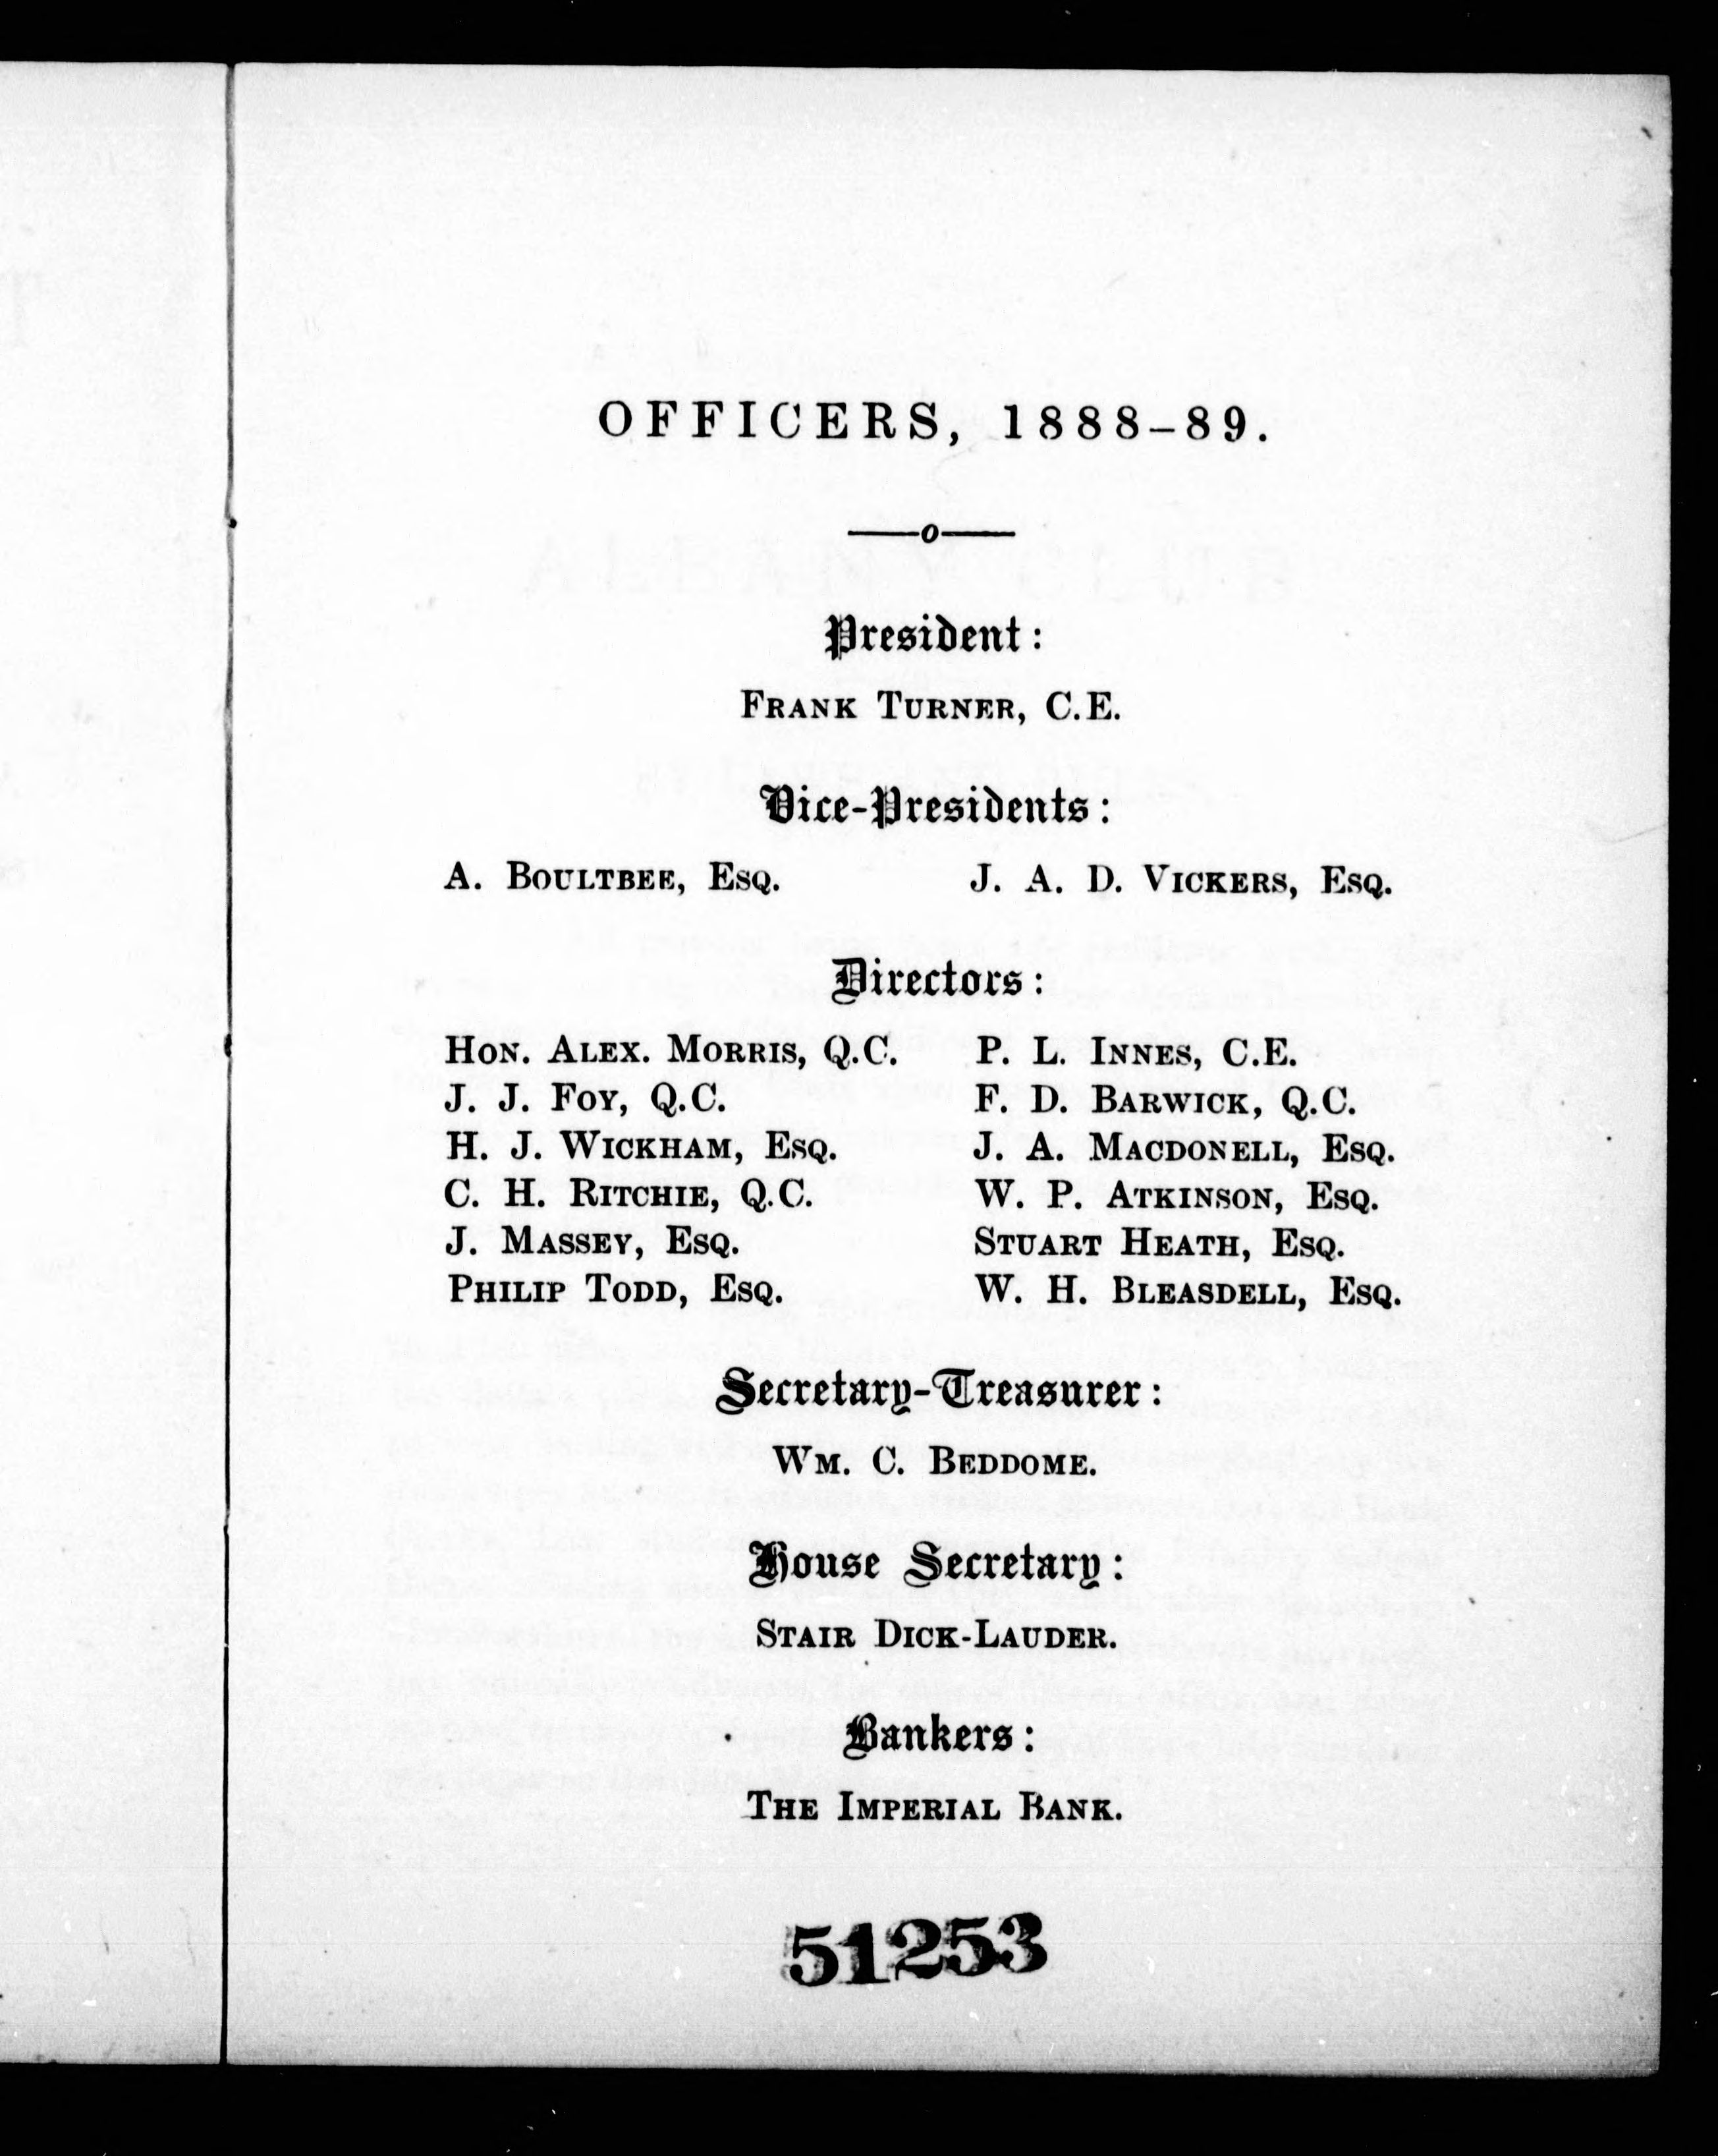 OFFICERS, 1888-89.
President:
FRANK TURNER, C.E.
Vice-Presidents:
A. BOULTBEE, ESQ. J. A. D. VICKERS, ESQ.
Directors:
HON. ALEX. MORRIS, Q.C. P. L. INNES, C.E.
J. J. FOY, Q.C. F. D. BARWICK, Q.C.
H. J. WICKHAM, ESQ. J. A. MACDONELL, ESQ.
C. H. RITCHIE, Q.C. W. P. ATKINSON, ESQ.
J. MASSEY, ESQ. STUART HEATH, ESQ.
PHILIP TODD, ESQ. W. H. BLEASDELL, ESQ.
Secretary-Treasurer:
WM. C. BEDDOME.
House Secretary:
STAIR DICK-LAUDER.
Bankers:
THE IMPERIAL BANK.
51253